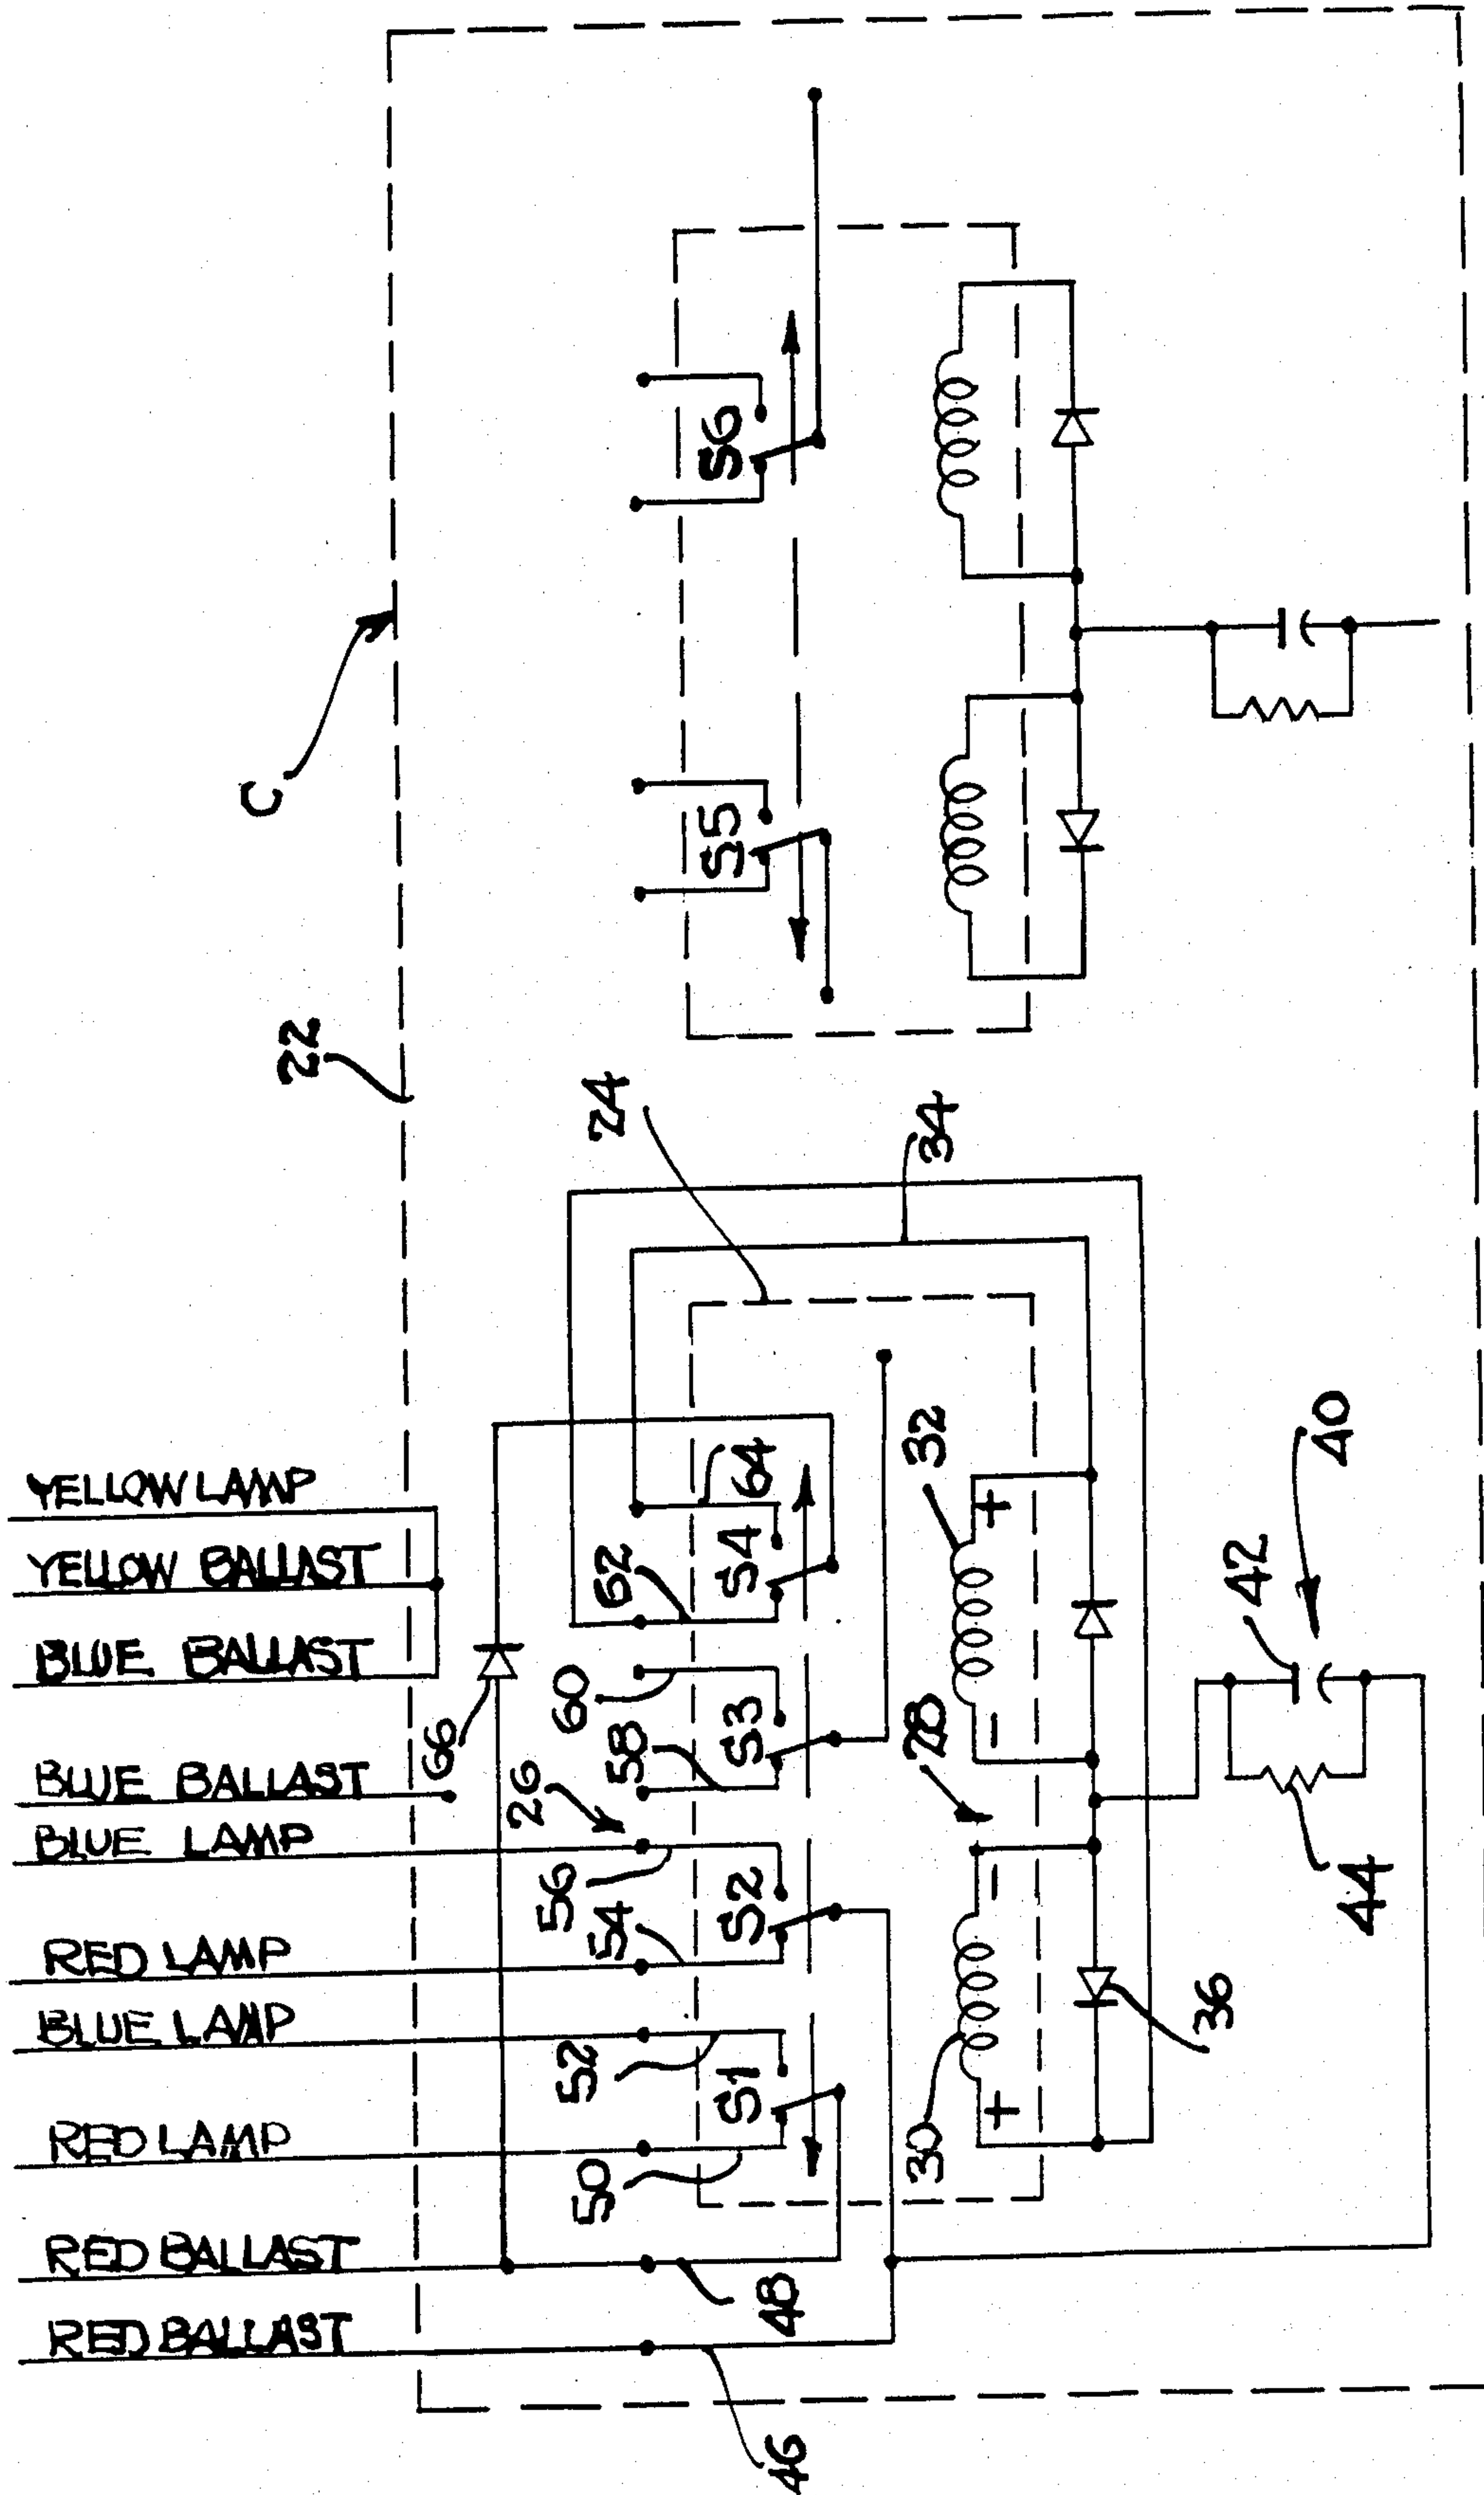 YELLOW LAMP
YELLOW BALLAST
BLUE BALLAST
BLUE BALLAST
BLUE LAMP
RED LAMP
BLUE LAMP
RED LAMP
RED BALLAST
RED BALLAST
C
22
24
34
S6
S5
66
26
62
64
S4
60
58
S3
56
54
S2
52
50
S1
48
46
32
+
−
28
−
+
30
36
40
42
44